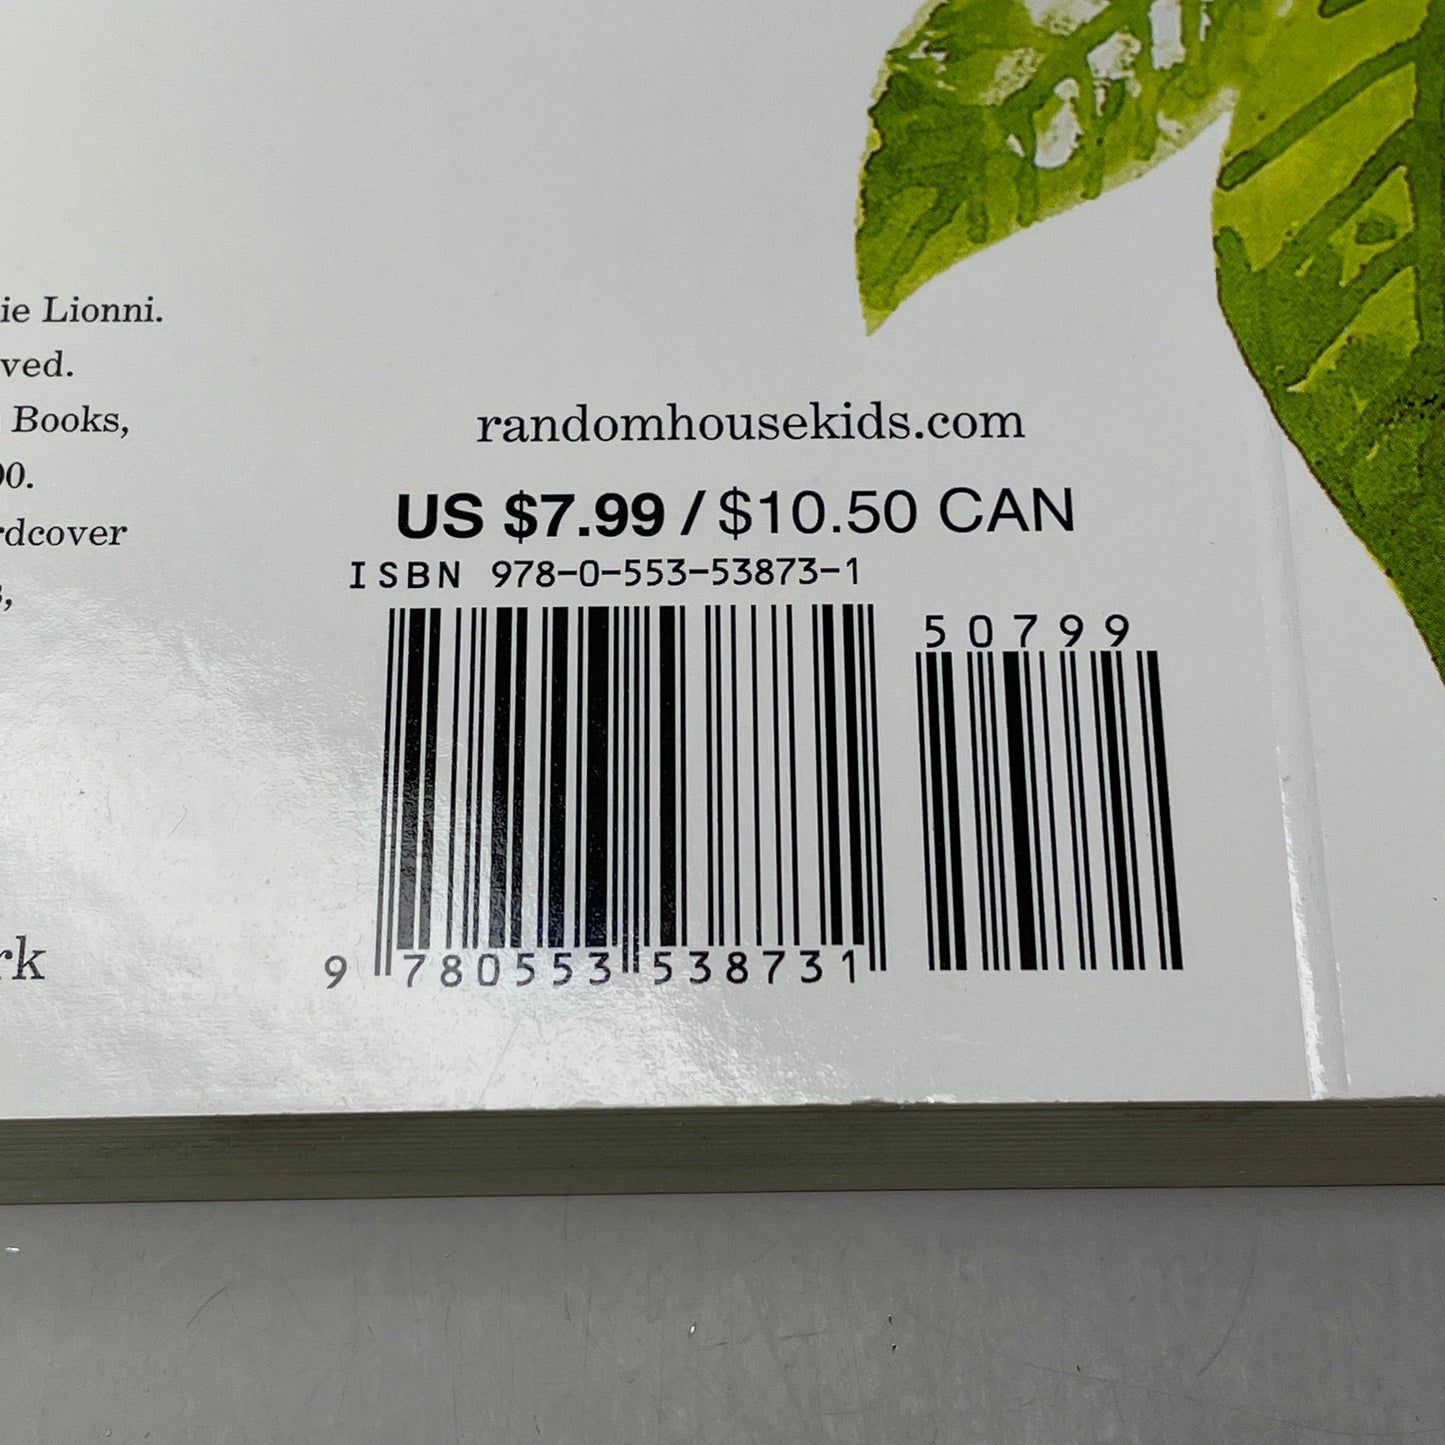 ie Lionni.
ved.
Books,
00.
rdcover
s,
rk
randomhousekids.com
US $7.99 / $10.50 CAN
ISBN 978-0-553-53873-1
50799
9 780553 538731